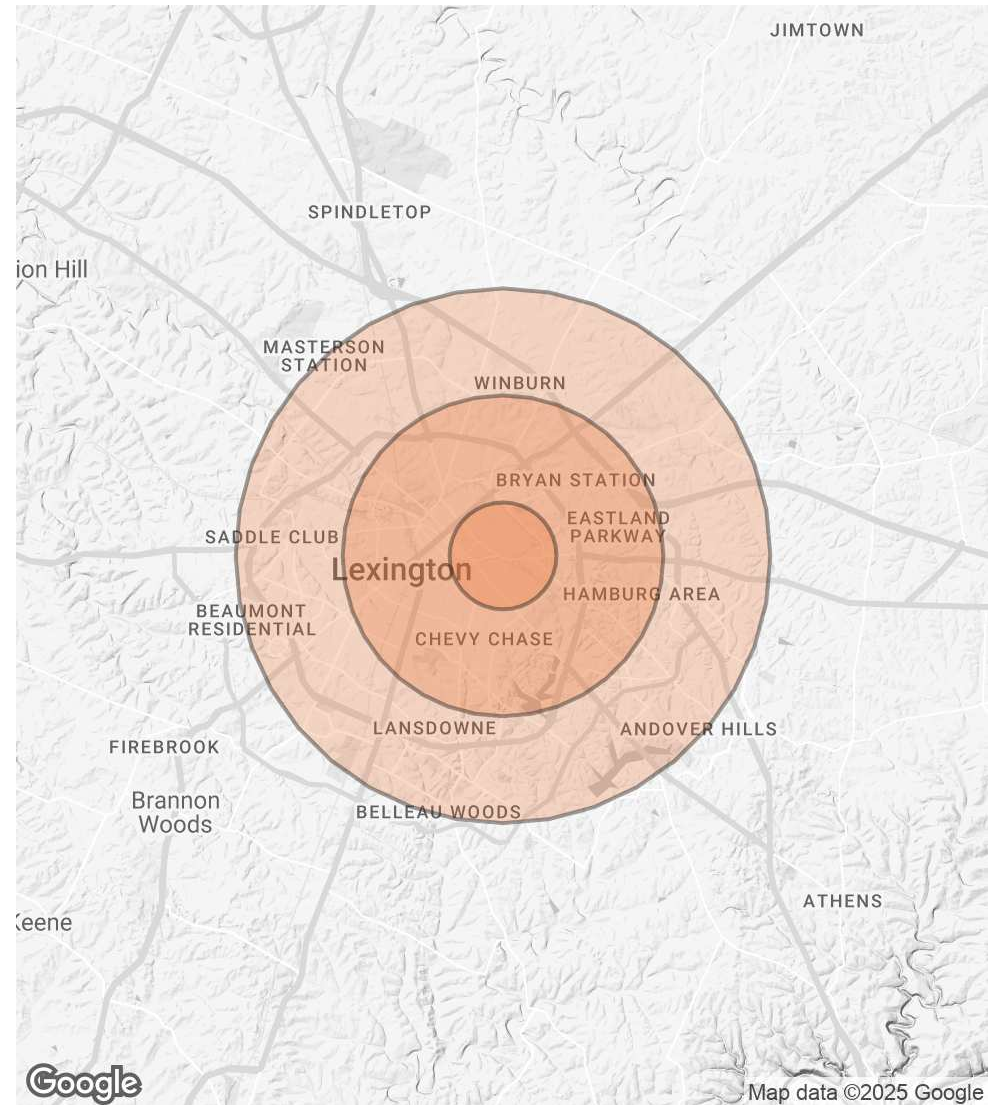 JIMTOWN
SPINDLETOP
ion Hill
MASTERSON
STATION
WINBURN
BRYAN STATION
EASTLAND
PARKWAY
SADDLE CLUB
Lexington
HAMBURG AREA
BEAUMONT
RESIDENTIAL
CHEVY CHASE
LANSDOWNE
ANDOVER HILLS
FIREBROOK
Brannon
Woods
BELLEAU WOODS
ATHENS
Keene
Google
Map data ©2025 Google